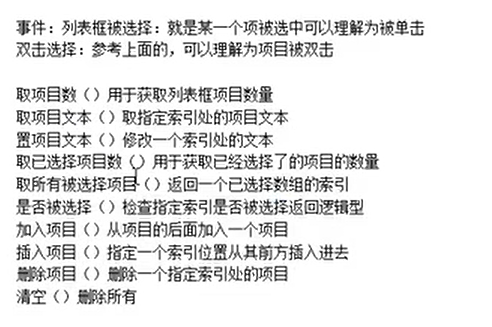 事件：列表框被选择：就是某一个项被选中可以理解为被单击
双击选择：参考上面的，可以理解为项目被双击
取项目数（）用于获取列表框项目数量
取项目文本（）取指定索引处的项目文本
置项目文本（）修改一个索引处的文本
取已选择项目数（）用于获取已经选择了的项目的数量
取所有被选择项目（）返回一个已选择数组的索引
是否被选择（）检查指定索引是否被选择返回逻辑型
加入项目（）从项目的后面加入一个项目
插入项目（）指定一个索引位置从其前方插入进去
删除项目（）删除一个指定索引处的项目
清空（）删除所有